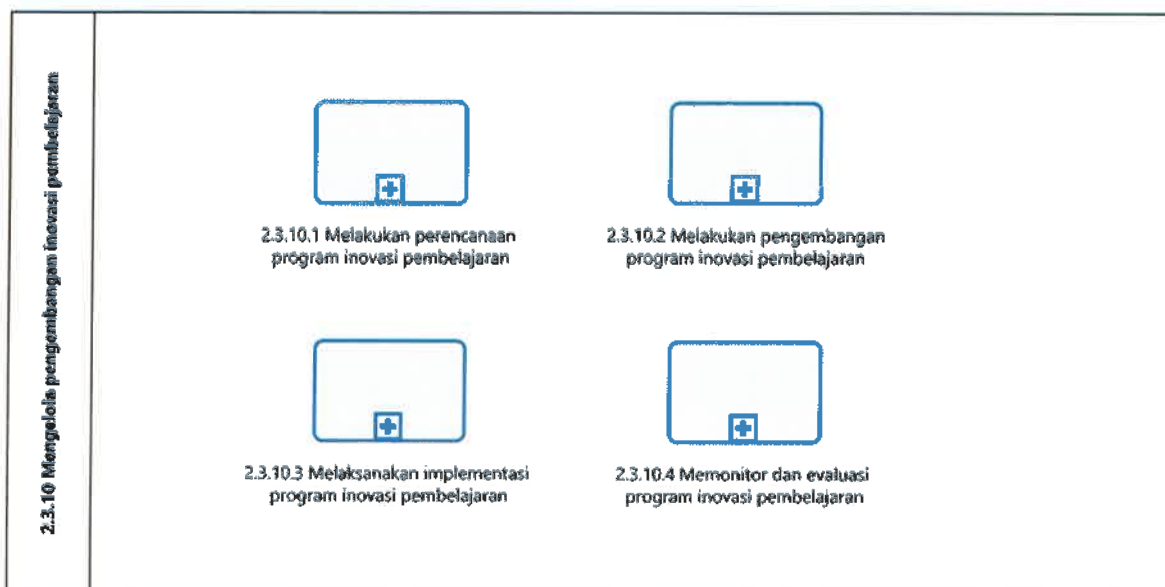 2.3.10 Mengelola pengembangan inovasi pembelajaran
2.3.10.1 Melakukan perencanaan
program inovasi pembelajaran
2.3.10.2 Melakukan pengembangan
program inovasi pembelajaran
2.3.10.3 Melaksanakan implementasi
program inovasi pembelajaran
2.3.10.4 Memonitor dan evaluasi
program inovasi pembelajaran